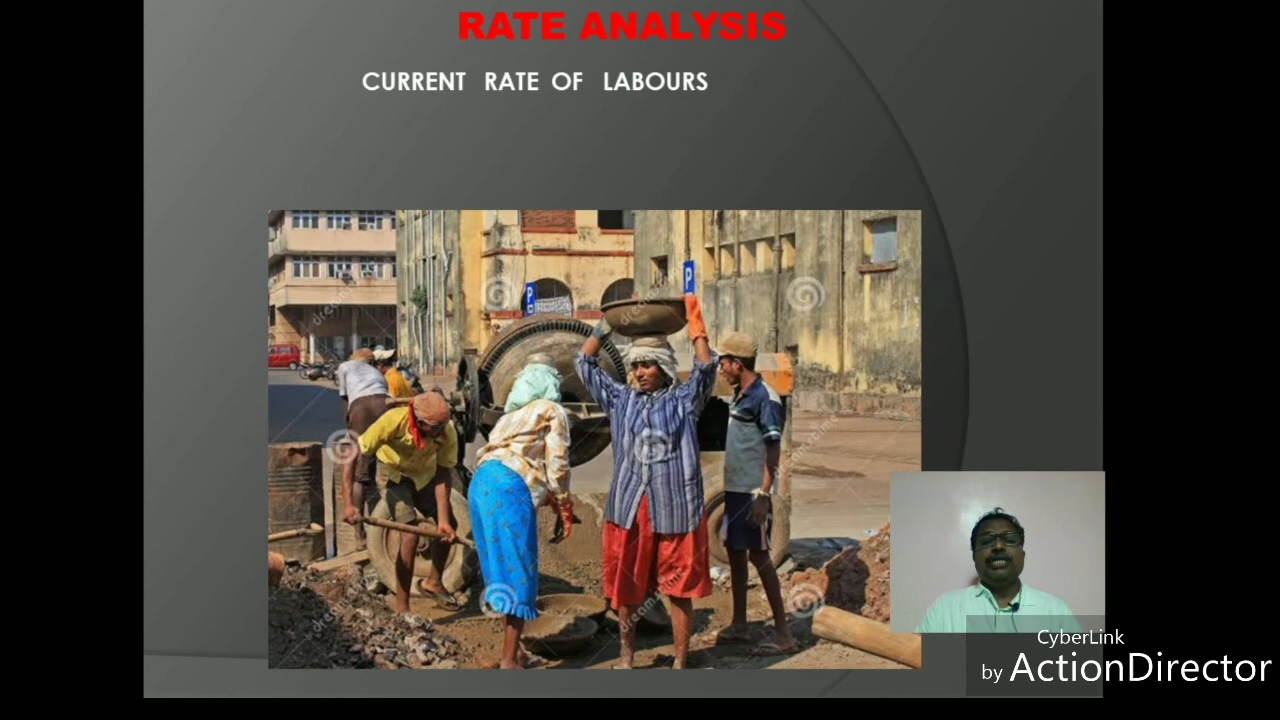 RATE ANALYSIS
CURRENT RATE OF LABOURS
P
P
CyberLink
by ActionDirector